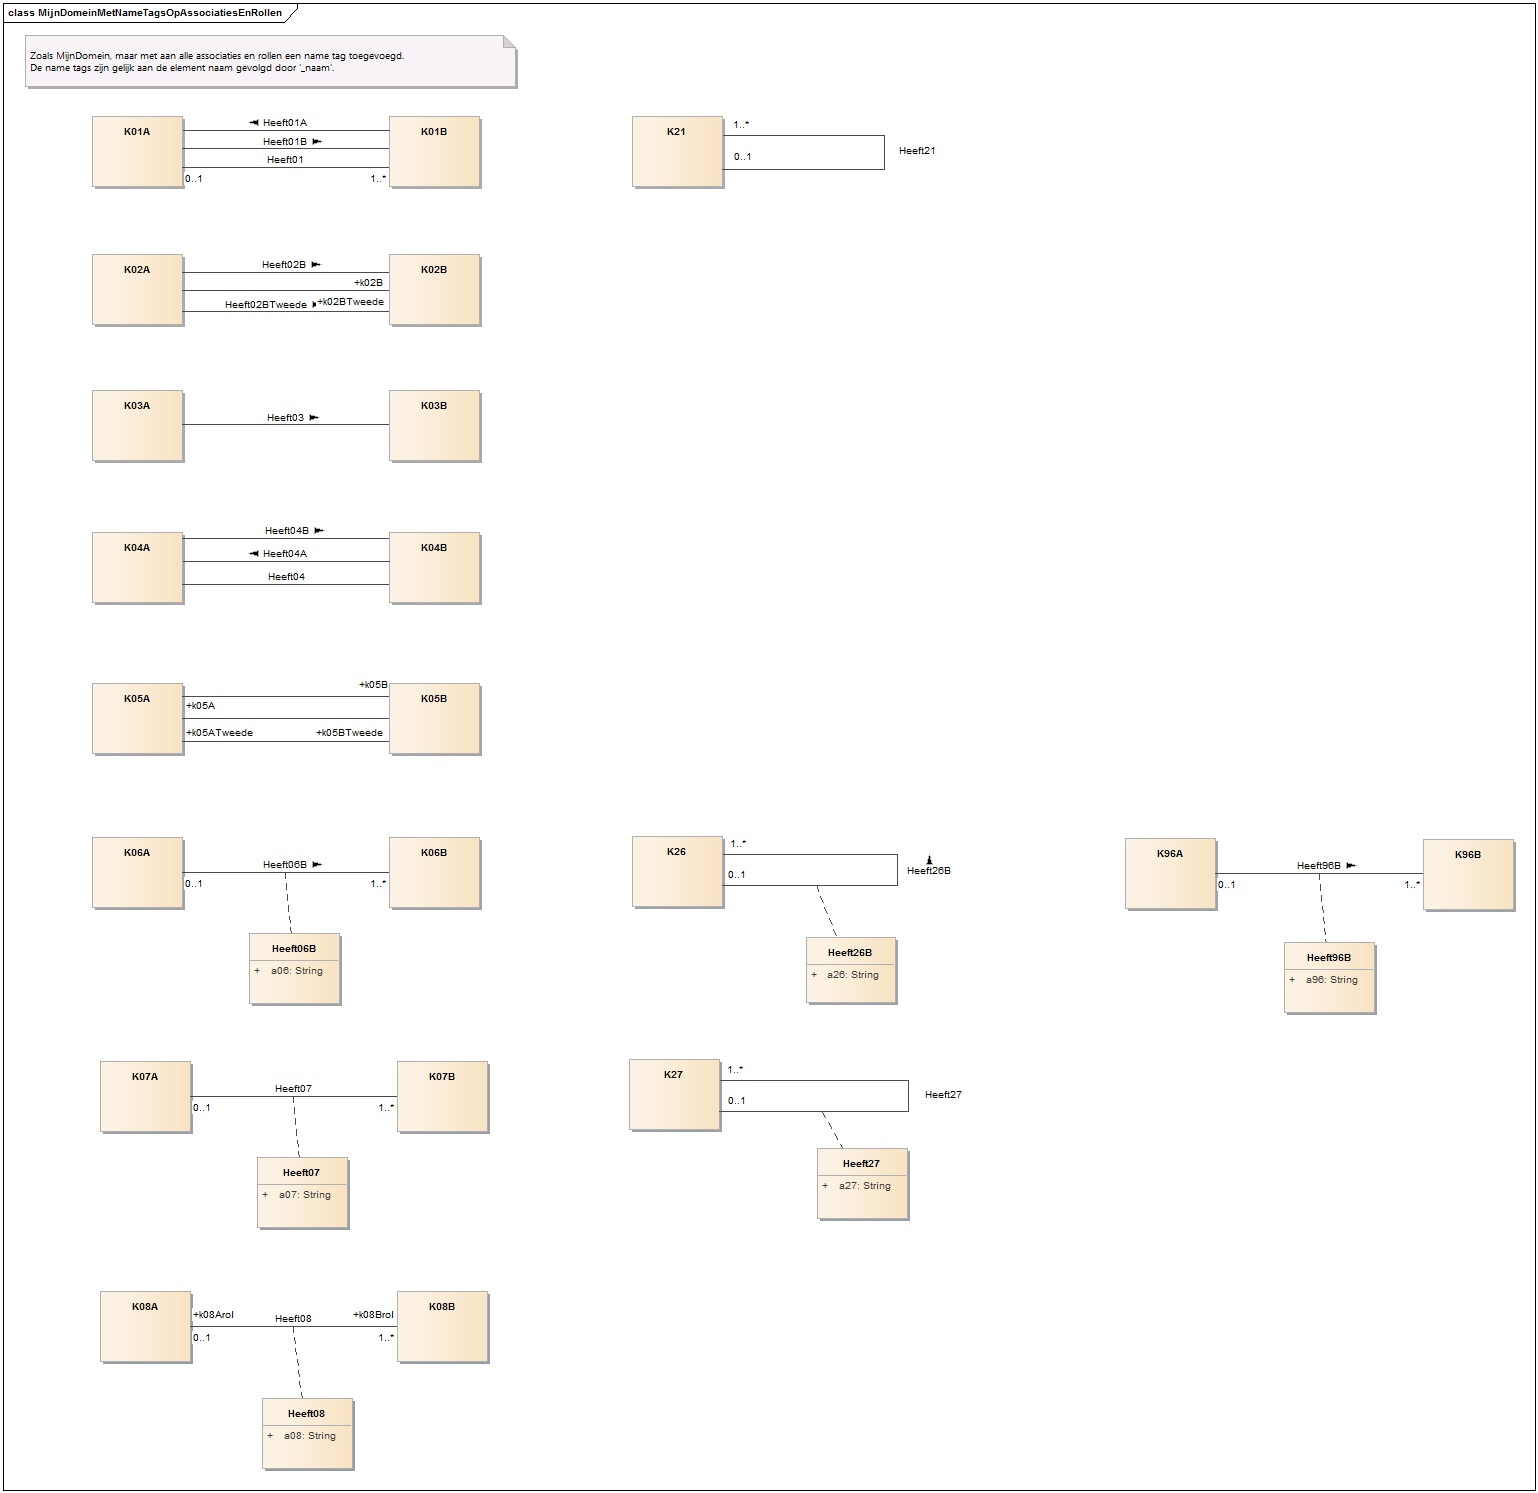 class MijnDomeinMetNameTagsOpAssociatiesEnRollen
Zoals MijnDomein, maar met aan alle associaties en rollen een name tag toegevoegd.
De name tags zijn gelijk aan de element naam gevolgd door '_naam'.
K01A
Heeft01A
Heeft01B
Heeft01
0..1
1..*
K01B
K21
1..*
0..1
Heeft21
K02A
Heeft02B
+k02B
Heeft02BTweede
+k02BTweede
K02B
K03A
Heeft03
K03B
K04A
Heeft04B
Heeft04A
Heeft04
K04B
K05A
+k05B
+k05A
+k05ATweede
+k05BTweede
K05B
K06A
Heeft06B
0..1
1..*
K06B
Heeft06B
+ a06: String
K26
1..*
0..1
Heeft26B
Heeft26B
+ a26: String
K96A
Heeft96B
0..1
1..*
K96B
Heeft96B
+ a96: String
K07A
Heeft07
0..1
1..*
K07B
Heeft07
+ a07: String
K27
1..*
0..1
Heeft27
Heeft27
+ a27: String
K08A
+k08Arol
Heeft08
+k08Brol
0..1
1..*
K08B
Heeft08
+ a08: String